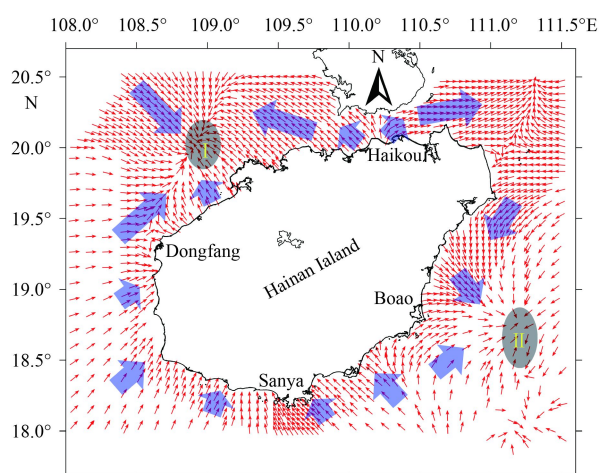 108.0° 108.5° 109.0° 109.5° 110.0° 110.5° 111.0° 111.5°E
N
20.5°
N
20.0°
I
Haikou
19.5°
Dongfang
Hainan Ialand
19.0°
Boao
II
18.5°
Sanya
18.0°